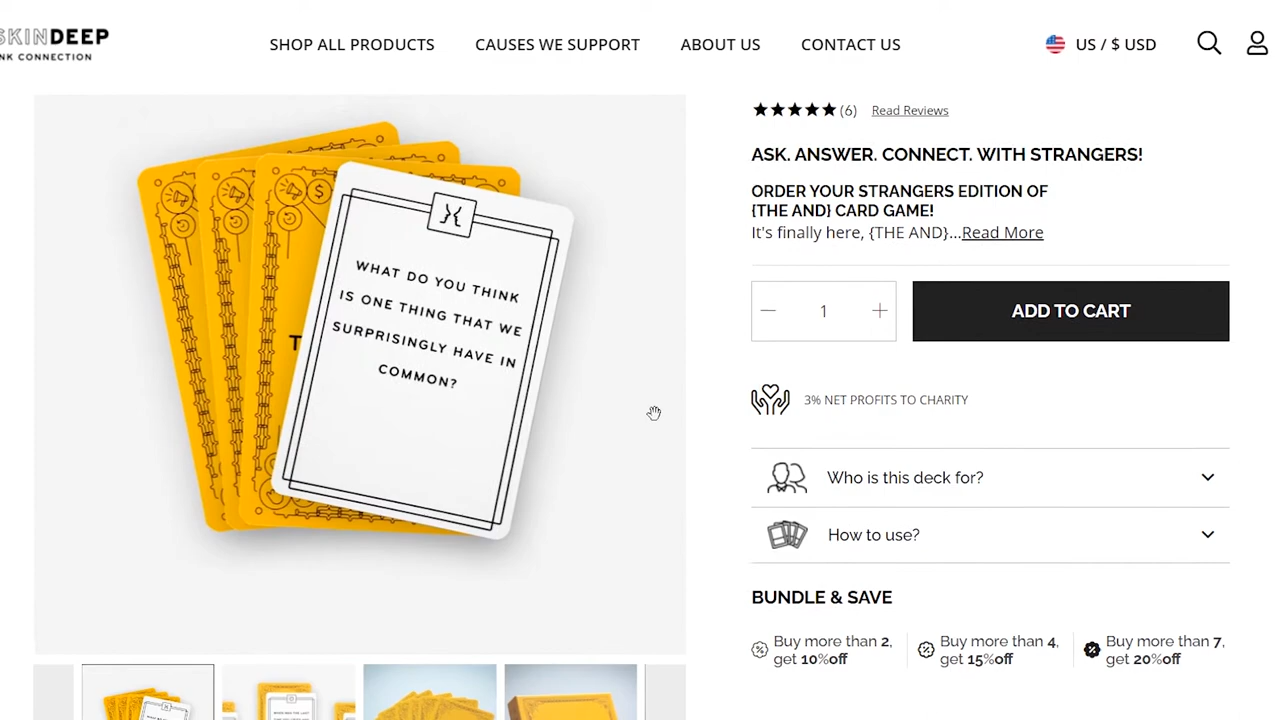 SKINDEEP
NK CONNECTION
SHOP ALL PRODUCTS
CAUSES WE SUPPORT
ABOUT US
CONTACT US
US / $ USD
WHAT DO YOU THINK
IS ONE THING THAT WE
SURPRISINGLY HAVE IN
COMMON?
(6) Read Reviews
ASK. ANSWER. CONNECT. WITH STRANGERS!
ORDER YOUR STRANGERS EDITION OF
{THE AND} CARD GAME!
It's finally here, {THE AND}...Read More
1
ADD TO CART
3% NET PROFITS TO CHARITY
Who is this deck for?
How to use?
BUNDLE & SAVE
Buy more than 2,
get 10%off
Buy more than 4,
get 15%off
Buy more than 7,
get 20%off